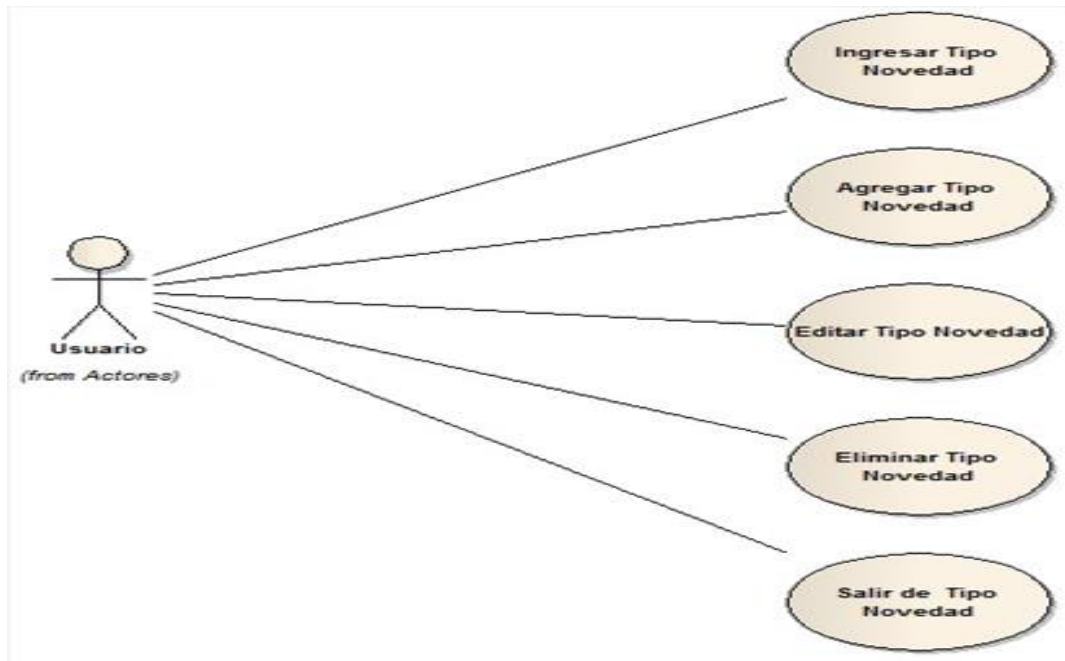 Ingresar Tipo
Novedad
Agregar Tipo
Novedad
Editar Tipo Novedad
Eliminar Tipo
Novedad
Salir de Tipo
Novedad
Usuario
(from Actores)